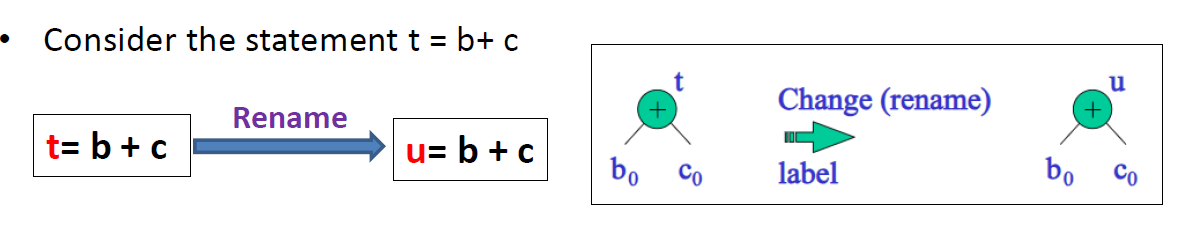 • Consider the statement t = b+ c
Rename
t= b + c
u= b + c
t
+
b₀ c₀
Change (rename)
label
u
+
b₀ c₀